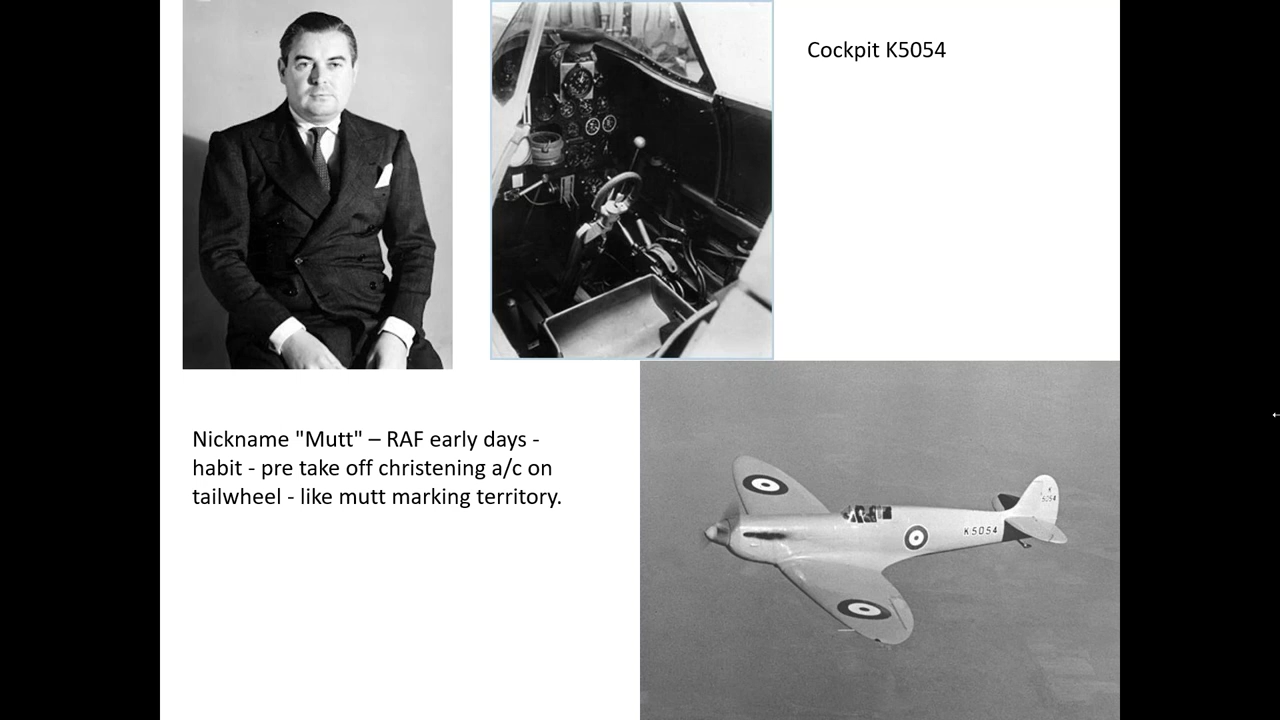 Cockpit K5054
Nickname "Mutt" – RAF early days -
habit - pre take off christening a/c on
tailwheel - like mutt marking territory.
K5054
K
5054